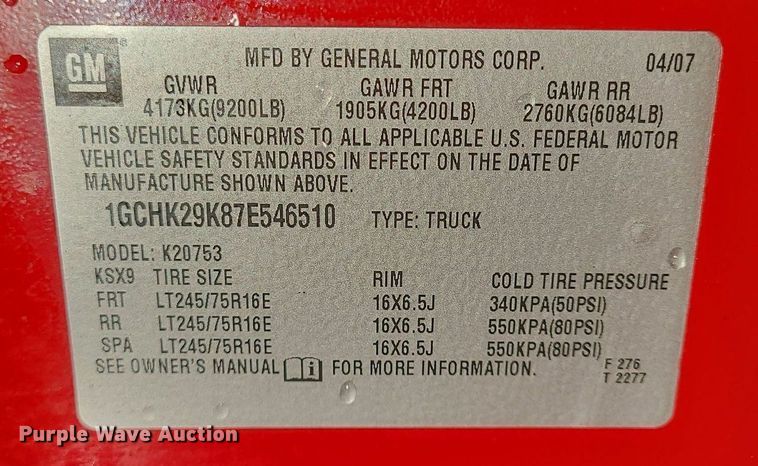 GM
MFD BY GENERAL MOTORS CORP. 04/07
GVWR GAWR FRT GAWR RR
4173KG(9200LB) 1905KG(4200LB) 2760KG(6084LB)
THIS VEHICLE CONFORMS TO ALL APPLICABLE U.S. FEDERAL MOTOR
VEHICLE SAFETY STANDARDS IN EFFECT ON THE DATE OF
MANUFACTURE SHOWN ABOVE.
1GCHK29K87E546510 TYPE: TRUCK
MODEL: K20753
KSX9 TIRE SIZE RIM COLD TIRE PRESSURE
FRT LT245/75R16E 16X6.5J 340KPA(50PSI)
RR LT245/75R16E 16X6.5J 550KPA(80PSI)
SPA LT245/75R16E 16X6.5J 550KPA(80PSI)
SEE OWNER'S MANUAL i FOR MORE INFORMATION.
F 276
T 2277
Purple Wave Auction